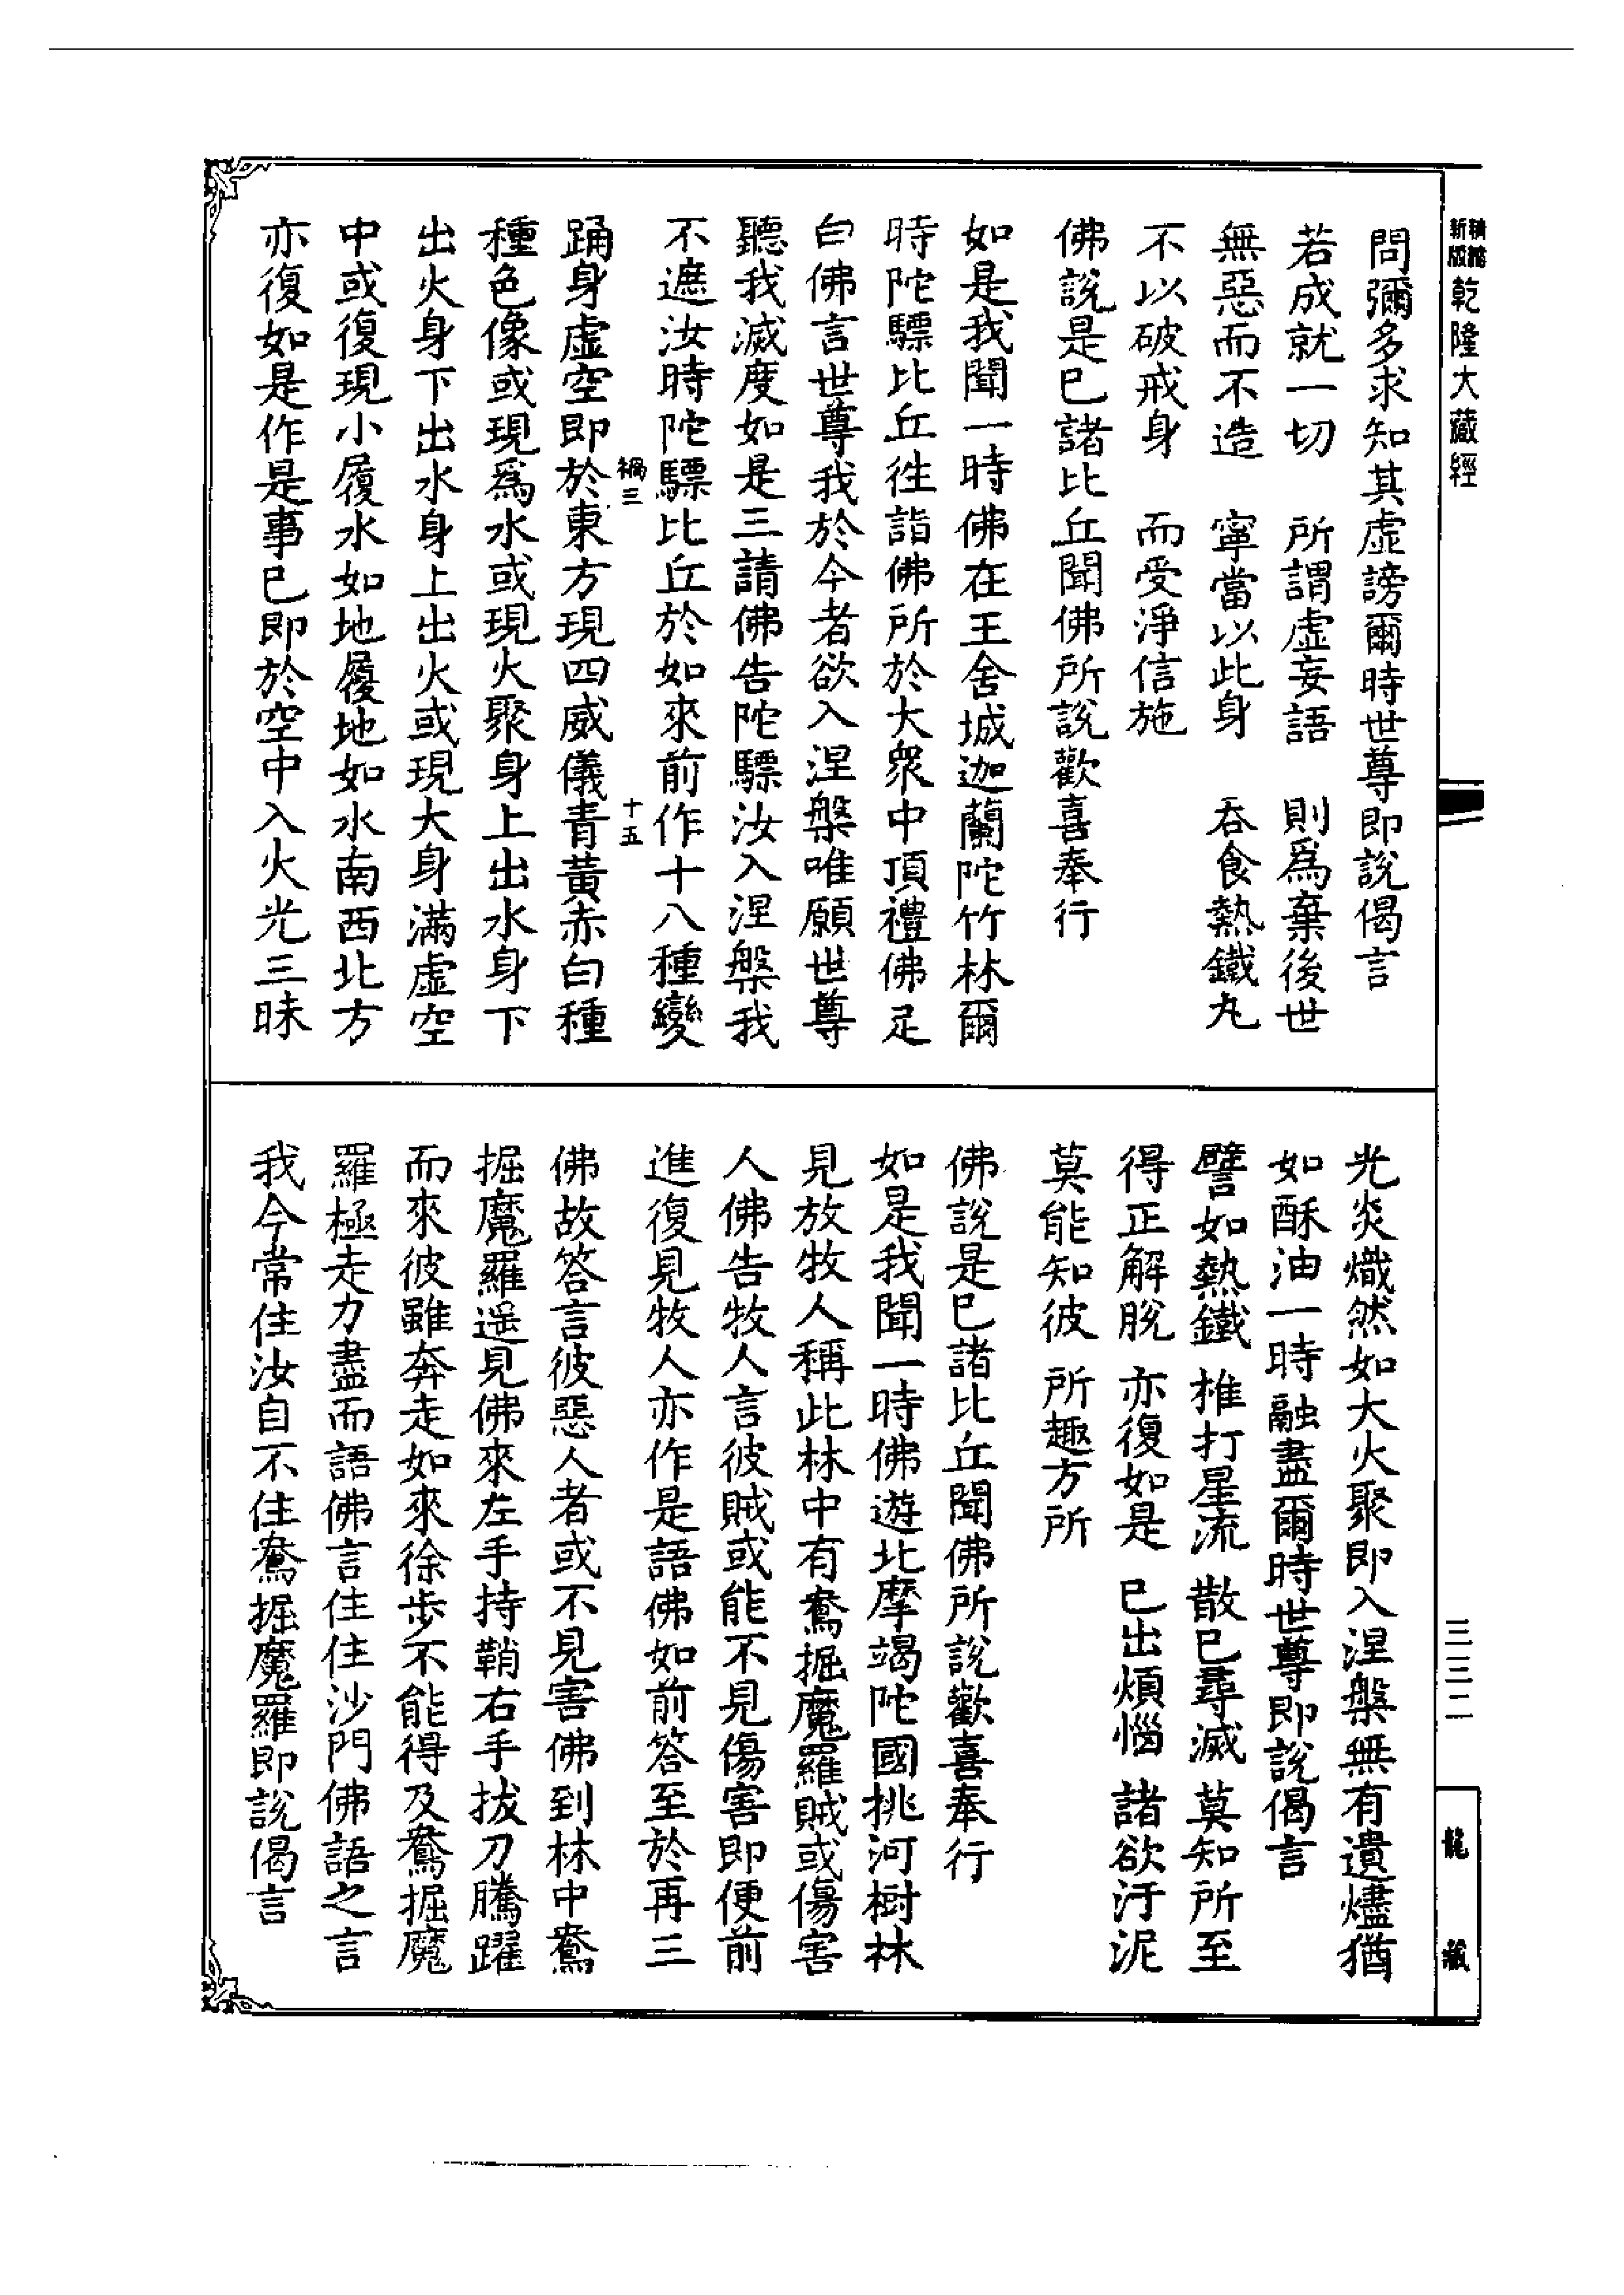 新編縮版乾隆大藏經
問彌多求知其虛謗爾時世尊即說偈言
若成就一切　所謂虛妄語　則爲棄後世
無惡而不造　寧當以此身　吞食熱鐵丸
不以破戒身　而受淨信施
佛說是已諸比丘聞佛所說歡喜奉行
如是我聞一時佛在王舍城迦蘭陀竹林爾
時陀驃比丘往詣佛所於大衆中頂禮佛足
白佛言世尊我於今者欲入涅槃唯願世尊
聽我滅度如是三請佛告陀驃汝入涅槃我
不遮汝時陀驃比丘於如來前作十八種變
禍三　十五
踊身虛空即於東方現四威儀青黃赤白種
種色像或現爲水或現火聚身上出水身下
出火身下出水身上出火或現大身滿虛空
中或復現小履水如地履地如水南西北方
亦復如是作是事已即於空中入火光三昧
光炎熾然如大火聚即入涅槃無有遺燼猶
如酥油一時融盡爾時世尊即說偈言
譬如熱鐵　椎打星流　散已尋滅　莫知所至
得正解脫　亦復如是　已出煩惱　諸欲汙泥
莫能知彼　所趣方所
佛說是已諸比丘聞佛所說歡喜奉行
如是我聞一時佛遊北摩竭陀國桃河樹林
見放牧人稱此林中有鴦掘魔羅賊或傷害
人佛告牧人言彼賊或能不見傷害即便前
進復見牧人亦作是語佛如前答至於再三
佛故答言彼惡人者或不見害佛到林中鴦
掘魔羅遥見佛來左手持鞘右手拔刀騰躍
而來彼雖奔走如來徐步不能得及鴦掘魔
羅極走力盡而語佛言住住沙門佛語之言
我今常住汝自不住鴦掘魔羅即說偈言
三三二
龍藏